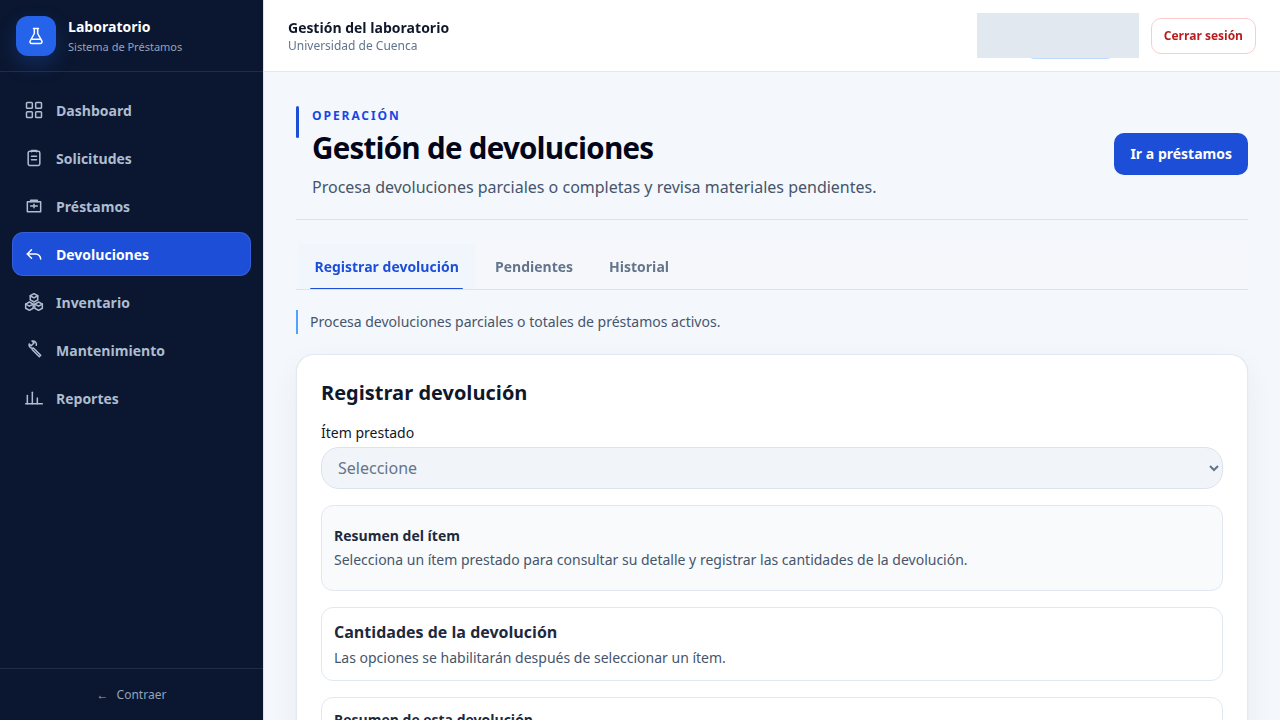 Laboratorio
Sistema de Préstamos
Dashboard
Solicitudes
Préstamos
Devoluciones
Inventario
Mantenimiento
Reportes
← Contraer
Gestión del laboratorio
Universidad de Cuenca
Cerrar sesión
OPERACIÓN
Gestión de devoluciones
Procesa devoluciones parciales o completas y revisa materiales pendientes.
Ir a préstamos
Registrar devolución
Pendientes
Historial
Procesa devoluciones parciales o totales de préstamos activos.
Registrar devolución
Ítem prestado
Seleccione
Resumen del ítem
Selecciona un ítem prestado para consultar su detalle y registrar las cantidades de la devolución.
Cantidades de la devolución
Las opciones se habilitarán después de seleccionar un ítem.
Resumen de esta devolución